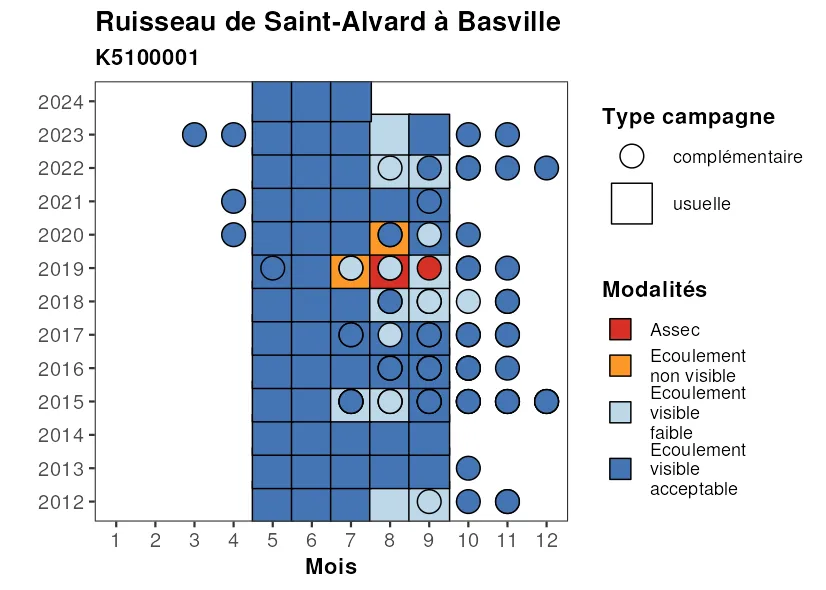 Ruisseau de Saint-Alvard à Basville
K5100001
2024
2023
2022
2021
2020
2019
2018
2017
2016
2015
2014
2013
2012
1 2 3 4 5 6 7 8 9 10 11 12
Mois
Type campagne
complémentaire
usuelle
Modalités
Assec
Ecoulement
non visible
Ecoulement
visible
faible
Ecoulement
visible
acceptable